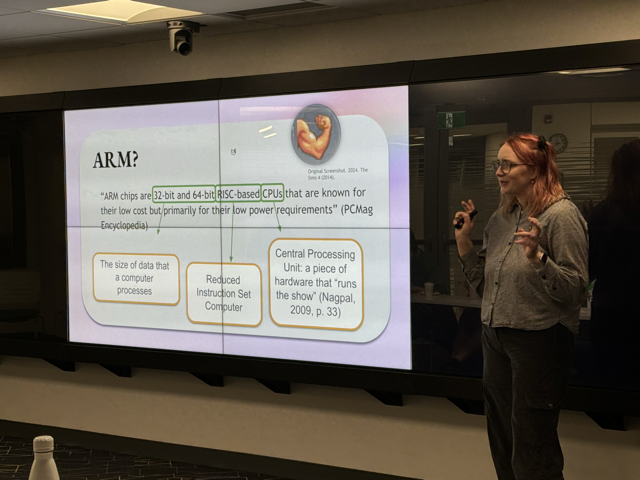 ARM?
Original Screenshot. 2024. The
Sims 4 (2014).
"ARM chips are 32-bit and 64-bit RISC-based CPUs that are known for
their low cost but primarily for their low power requirements" (PCMag
Encyclopedia)
The size of data that
a computer
processes
Reduced
Instruction Set
Computer
Central Processing
Unit: a piece of
hardware that "runs
the show" (Nagpal,
2009, p. 33)